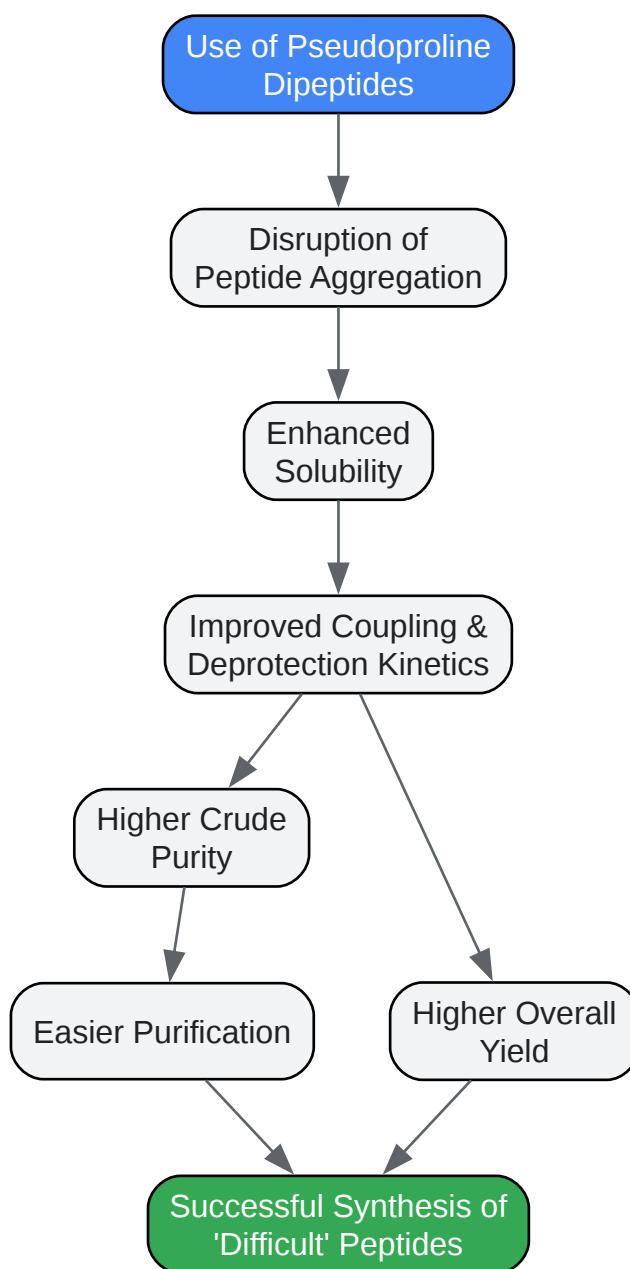 Use of Pseudoproline
Dipeptides
Disruption of
Peptide Aggregation
Enhanced
Solubility
Improved Coupling &
Deprotection Kinetics
Higher Crude
Purity
Easier Purification
Higher Overall
Yield
Successful Synthesis of
'Difficult' Peptides